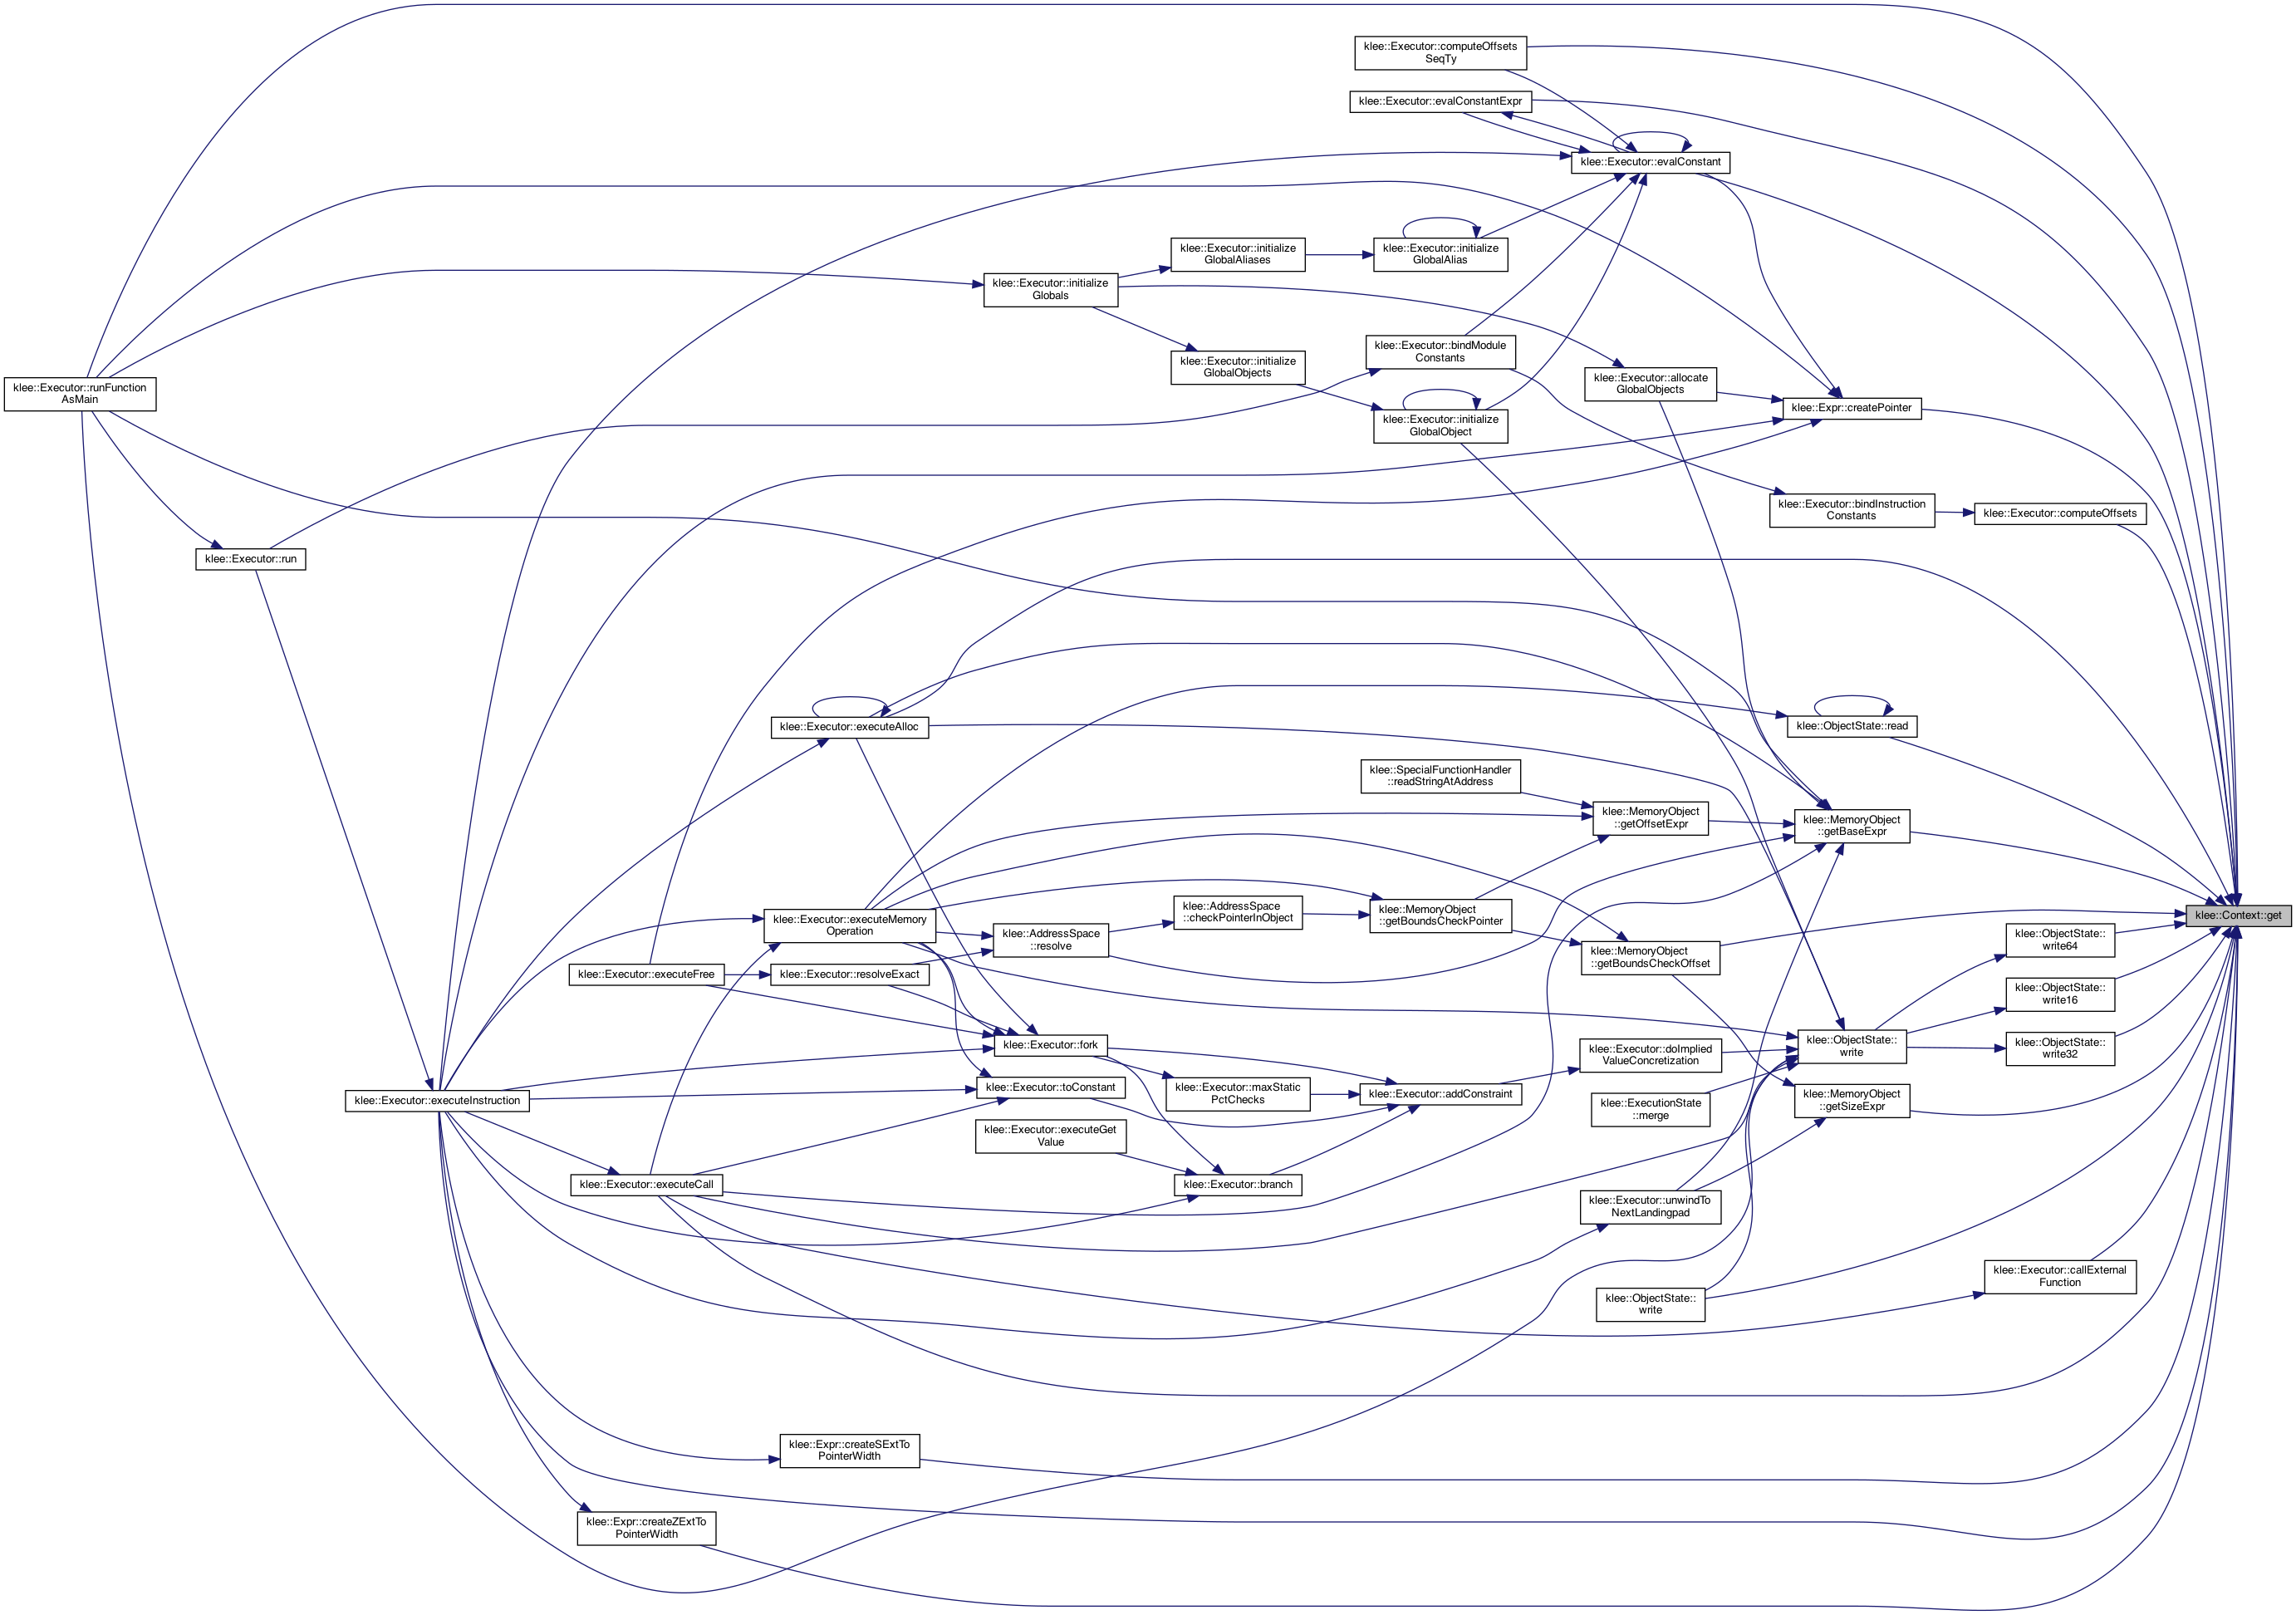 klee::Executor::computeOffsets
SeqTy
klee::Executor::evalConstantExpr
klee::Executor::evalConstant
klee::Executor::initialize
GlobalAliases
klee::Executor::initialize
GlobalAlias
klee::Executor::initialize
Globals
klee::Executor::bindModule
Constants
klee::Executor::initialize
GlobalObjects
klee::Executor::allocate
GlobalObjects
klee::Executor::runFunction
AsMain
klee::Expr::createPointer
klee::Executor::initialize
GlobalObject
klee::Executor::bindInstruction
Constants
klee::Executor::computeOffsets
klee::Executor::run
klee::Executor::executeAlloc
klee::ObjectState::read
klee::SpecialFunctionHandler
::readStringAtAddress
klee::MemoryObject
::getOffsetExpr
klee::MemoryObject
::getBaseExpr
klee::Context::get
klee::Executor::executeMemory
Operation
klee::AddressSpace
::checkPointerInObject
klee::MemoryObject
::getBoundsCheckPointer
klee::AddressSpace
::resolve
klee::ObjectState::
write64
klee::MemoryObject
::getBoundsCheckOffset
klee::Executor::executeFree
klee::Executor::resolveExact
klee::ObjectState::
write16
klee::Executor::fork
klee::Executor::doImplied
ValueConcretization
klee::ObjectState::
write
klee::ObjectState::
write32
klee::Executor::executeInstruction
klee::Executor::toConstant
klee::Executor::maxStatic
PctChecks
klee::Executor::addConstraint
klee::ExecutionState
::merge
klee::MemoryObject
::getSizeExpr
klee::Executor::executeGet
Value
klee::Executor::executeCall
klee::Executor::branch
klee::Executor::unwindTo
NextLandingpad
klee::Executor::callExternal
Function
klee::ObjectState::
write
klee::Expr::createSExtTo
PointerWidth
klee::Expr::createZExtTo
PointerWidth